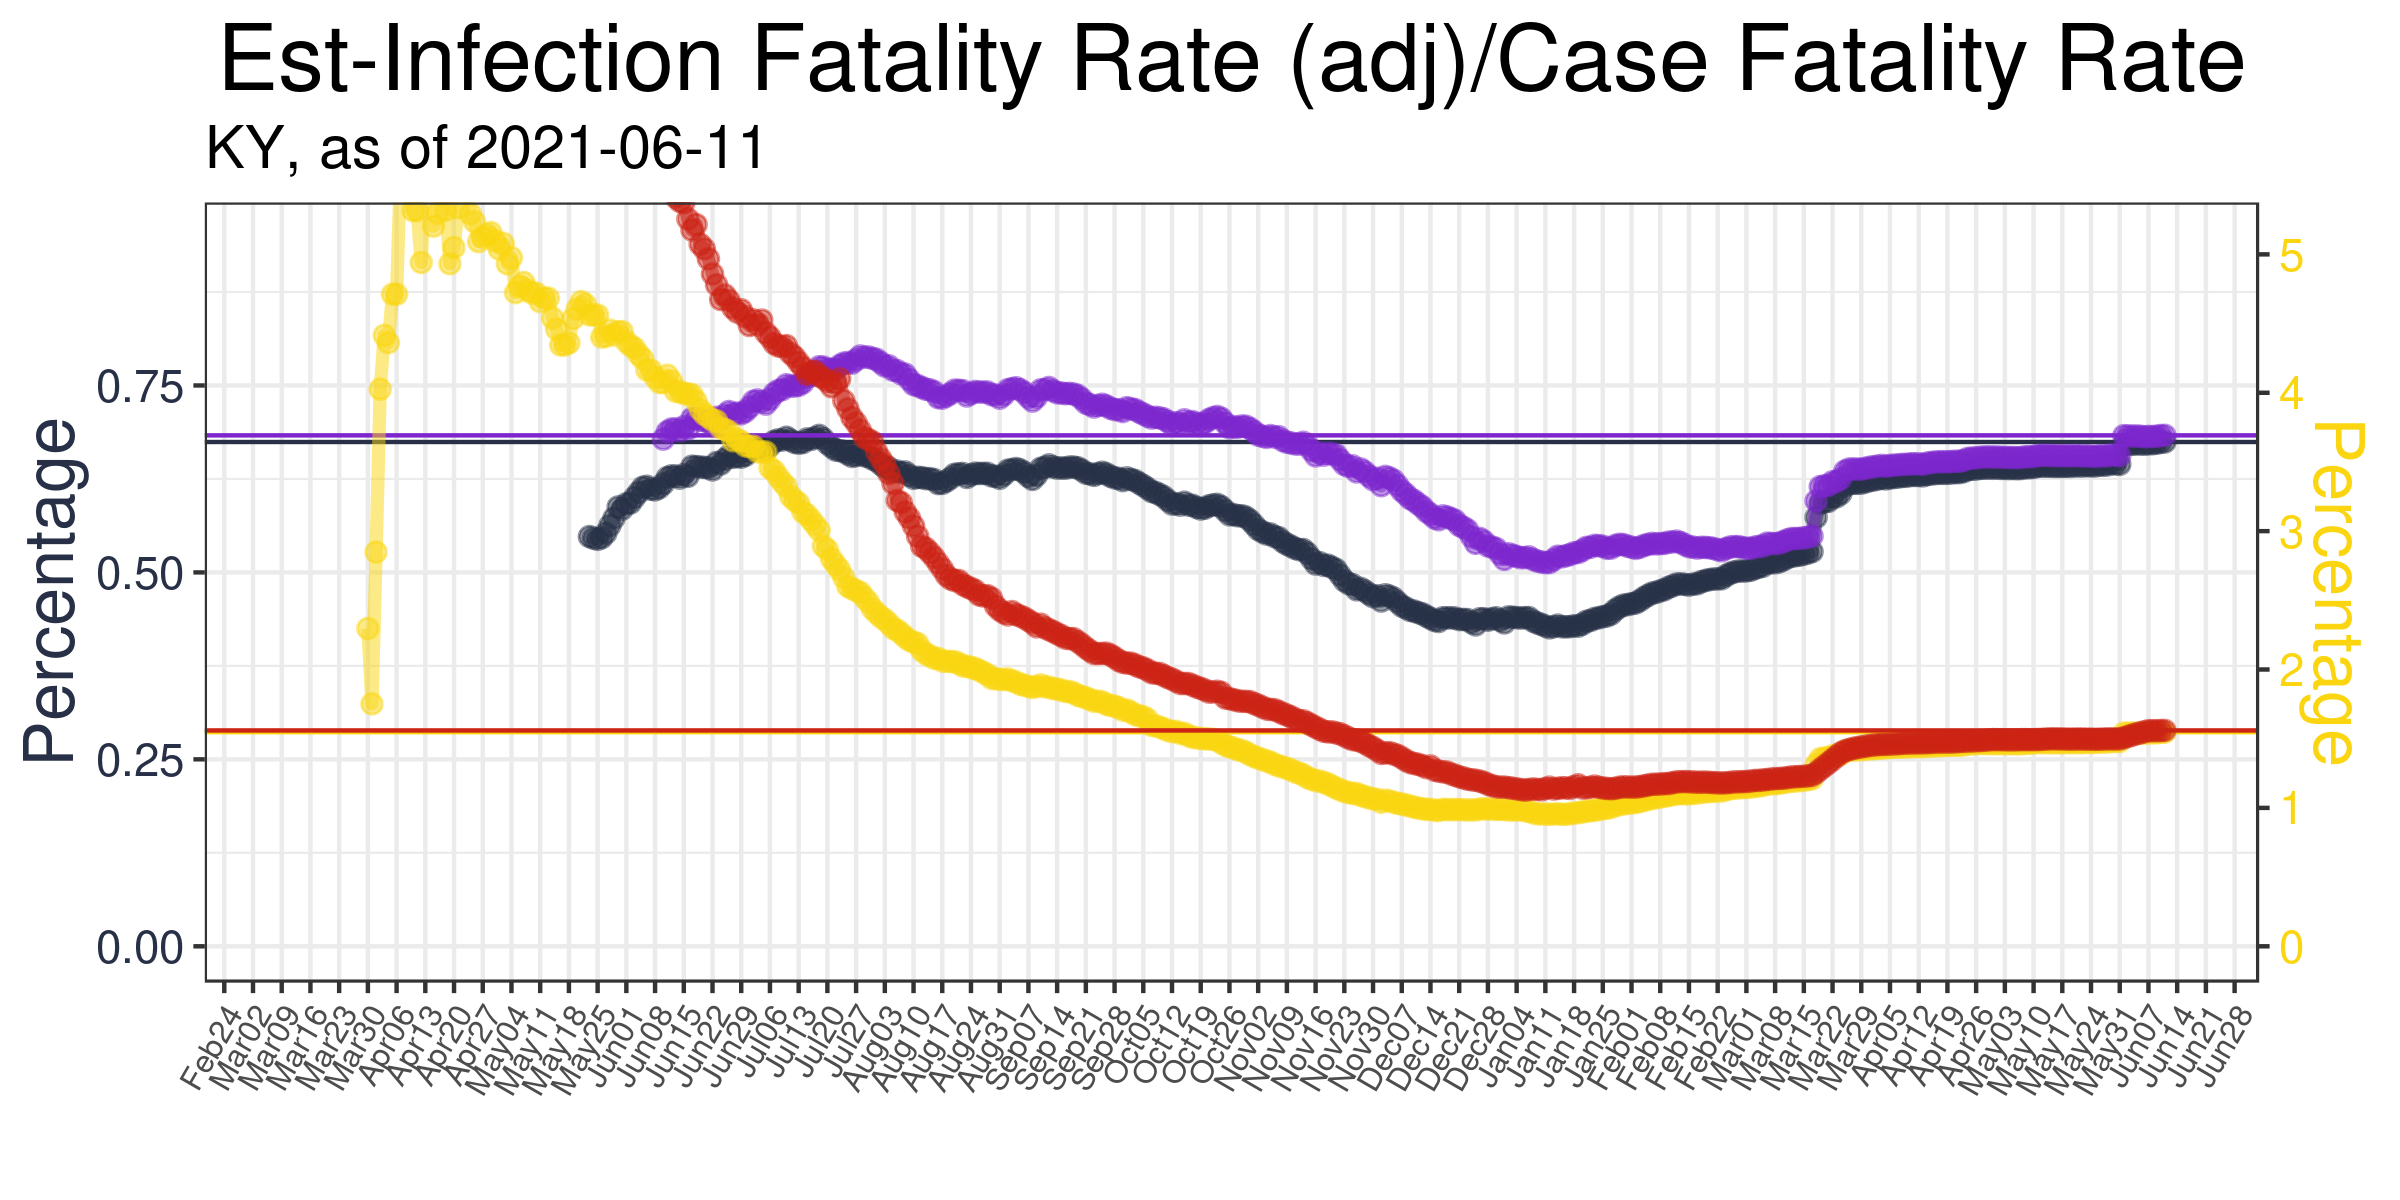 Est-Infection Fatality Rate (adj)/Case Fatality Rate
KY, as of 2021-06-11
Percentage
0.75
0.50
0.25
0.00
5
4
3
2
1
0
Percentage
Feb24
Mar02
Mar09
Mar16
Mar23
Mar30
Apr06
Apr13
Apr20
Apr27
May04
May11
May18
May25
Jun01
Jun08
Jun15
Jun22
Jun29
Jul06
Jul13
Jul20
Jul27
Aug03
Aug10
Aug17
Aug24
Aug31
Sep07
Sep14
Sep21
Sep28
Oct05
Oct12
Oct19
Oct26
Nov02
Nov09
Nov16
Nov23
Nov30
Dec07
Dec14
Dec21
Dec28
Jan04
Jan11
Jan18
Jan25
Feb01
Feb08
Feb15
Feb22
Mar01
Mar08
Mar15
Mar22
Mar29
Apr05
Apr12
Apr19
Apr26
May03
May10
May17
May24
May31
Jun07
Jun14
Jun21
Jun28